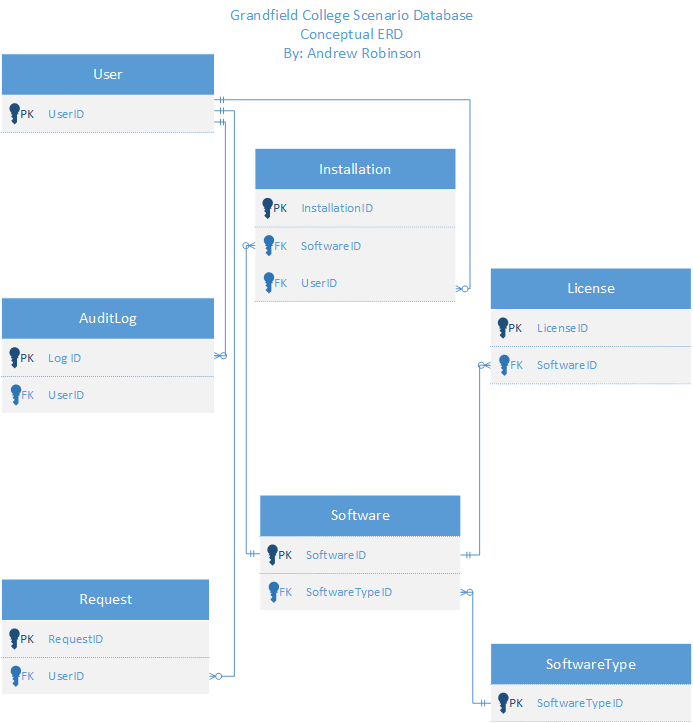 Grandfield College Scenario Database
Conceptual ERD
By: Andrew Robinson
User
PK UserID
Installation
PK InstallationID
FK SoftwareID
FK UserID
License
PK LicenseID
FK SoftwareID
AuditLog
PK Log ID
FK UserID
Software
PK SoftwareID
FK SoftwareTypeID
Request
PK RequestID
FK UserID
SoftwareType
PK SoftwareTypeID